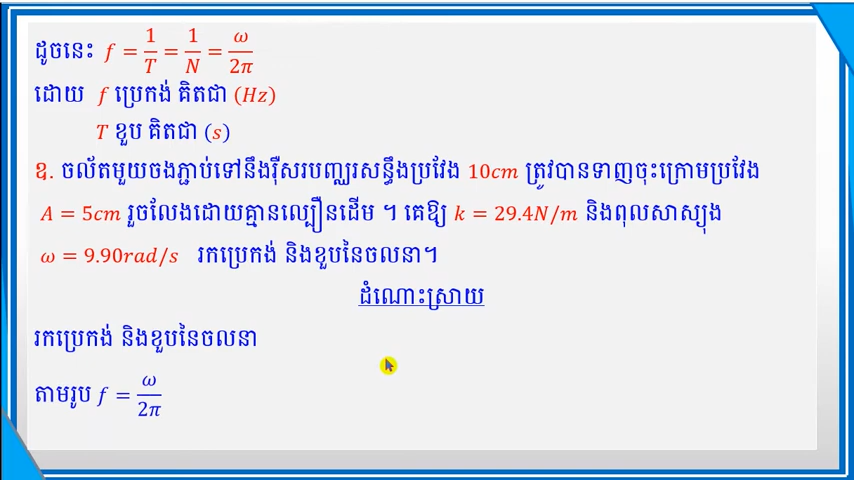 ដូចនេះ f = 1/T = 1/N = ω/2π
ដោយ f ប្រេកង់ គិតជា (Hz)
T ខួប គិតជា (s)
ឧ. ចល័តមួយចងភ្ជាប់ទៅនឹងរ៉ឺសរបញ្ឈរសន្ធឹងប្រវែង 10cm ត្រូវបានទាញចុះក្រោមប្រវែង
A = 5cm រួចលែងដោយគ្មានល្បឿនដើម ។ គេឱ្យ k = 29.4N/m និងពុលសាស្យុង
ω = 9.90rad/s រកប្រេកង់ និងខួបនៃចលនា។
ដំណោះស្រាយ
រកប្រេកង់ និងខួបនៃចលនា
តាមរូប f = ω/2π